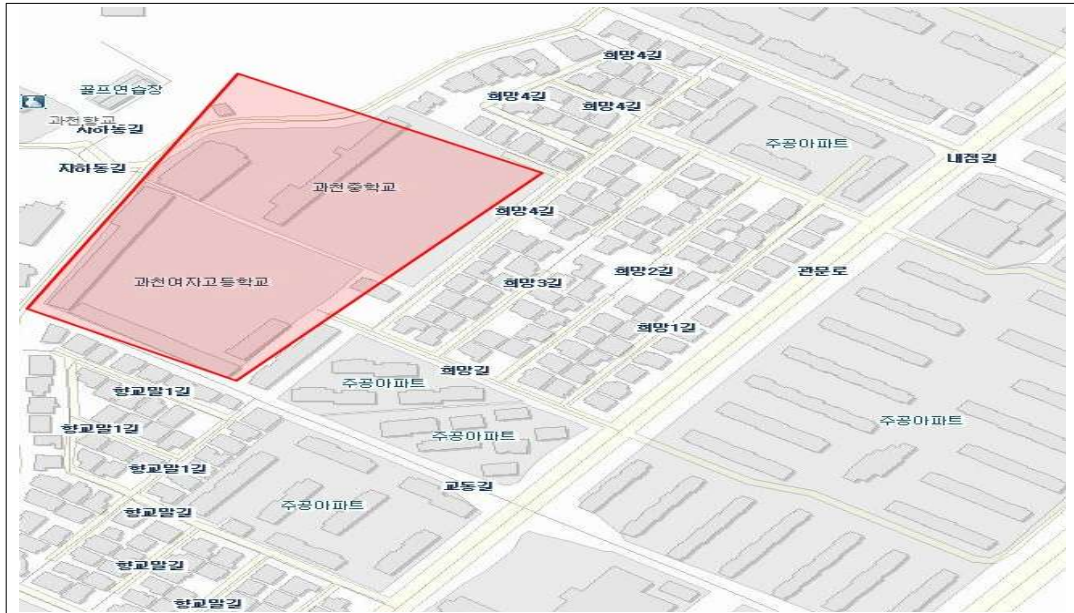 희망4길
골프연습장
희망4길
희망4길
과천향교
자하동길
주공아파트
내점길
자하동길
과천중학교
희망4길
희망2길
관문로
과천여자고등학교
희망3길
희망1길
희망길
주공아파트
향교말1길
주공아파트
향교말1길
주공아파트
향교말1길
교동길
주공아파트
향교말길
향교말길
향교말길